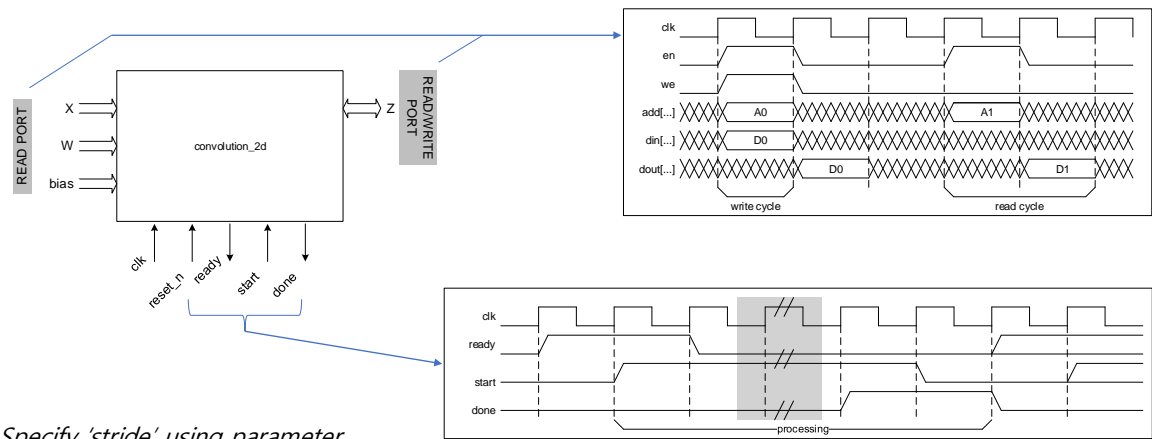 clk
en
we
add[...]
A0
A1
din[...]
D0
dout[...]
D0
D1
write cycle
read cycle
READ PORT
X
W
bias
convolution_2d
Z
READ/WRITE
PORT
clk
reset_n
ready
start
done
clk
ready
start
done
processing
Specify 'stride' using parameter